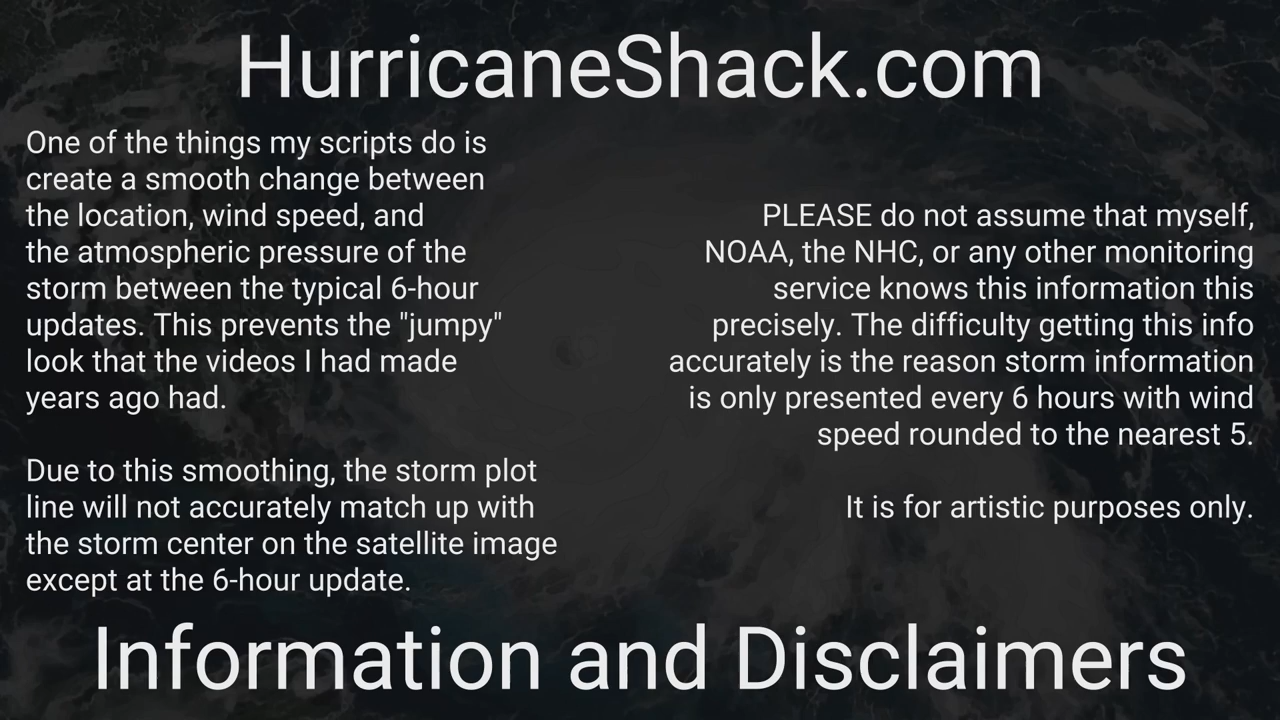 HurricaneShack.com
One of the things my scripts do is
create a smooth change between
the location, wind speed, and
the atmospheric pressure of the
storm between the typical 6-hour
updates. This prevents the "jumpy"
look that the videos I had made
years ago had.
Due to this smoothing, the storm plot
line will not accurately match up with
the storm center on the satellite image
except at the 6-hour update.
PLEASE do not assume that myself,
NOAA, the NHC, or any other monitoring
service knows this information this
precisely. The difficulty getting this info
accurately is the reason storm information
is only presented every 6 hours with wind
speed rounded to the nearest 5.
It is for artistic purposes only.
Information and Disclaimers